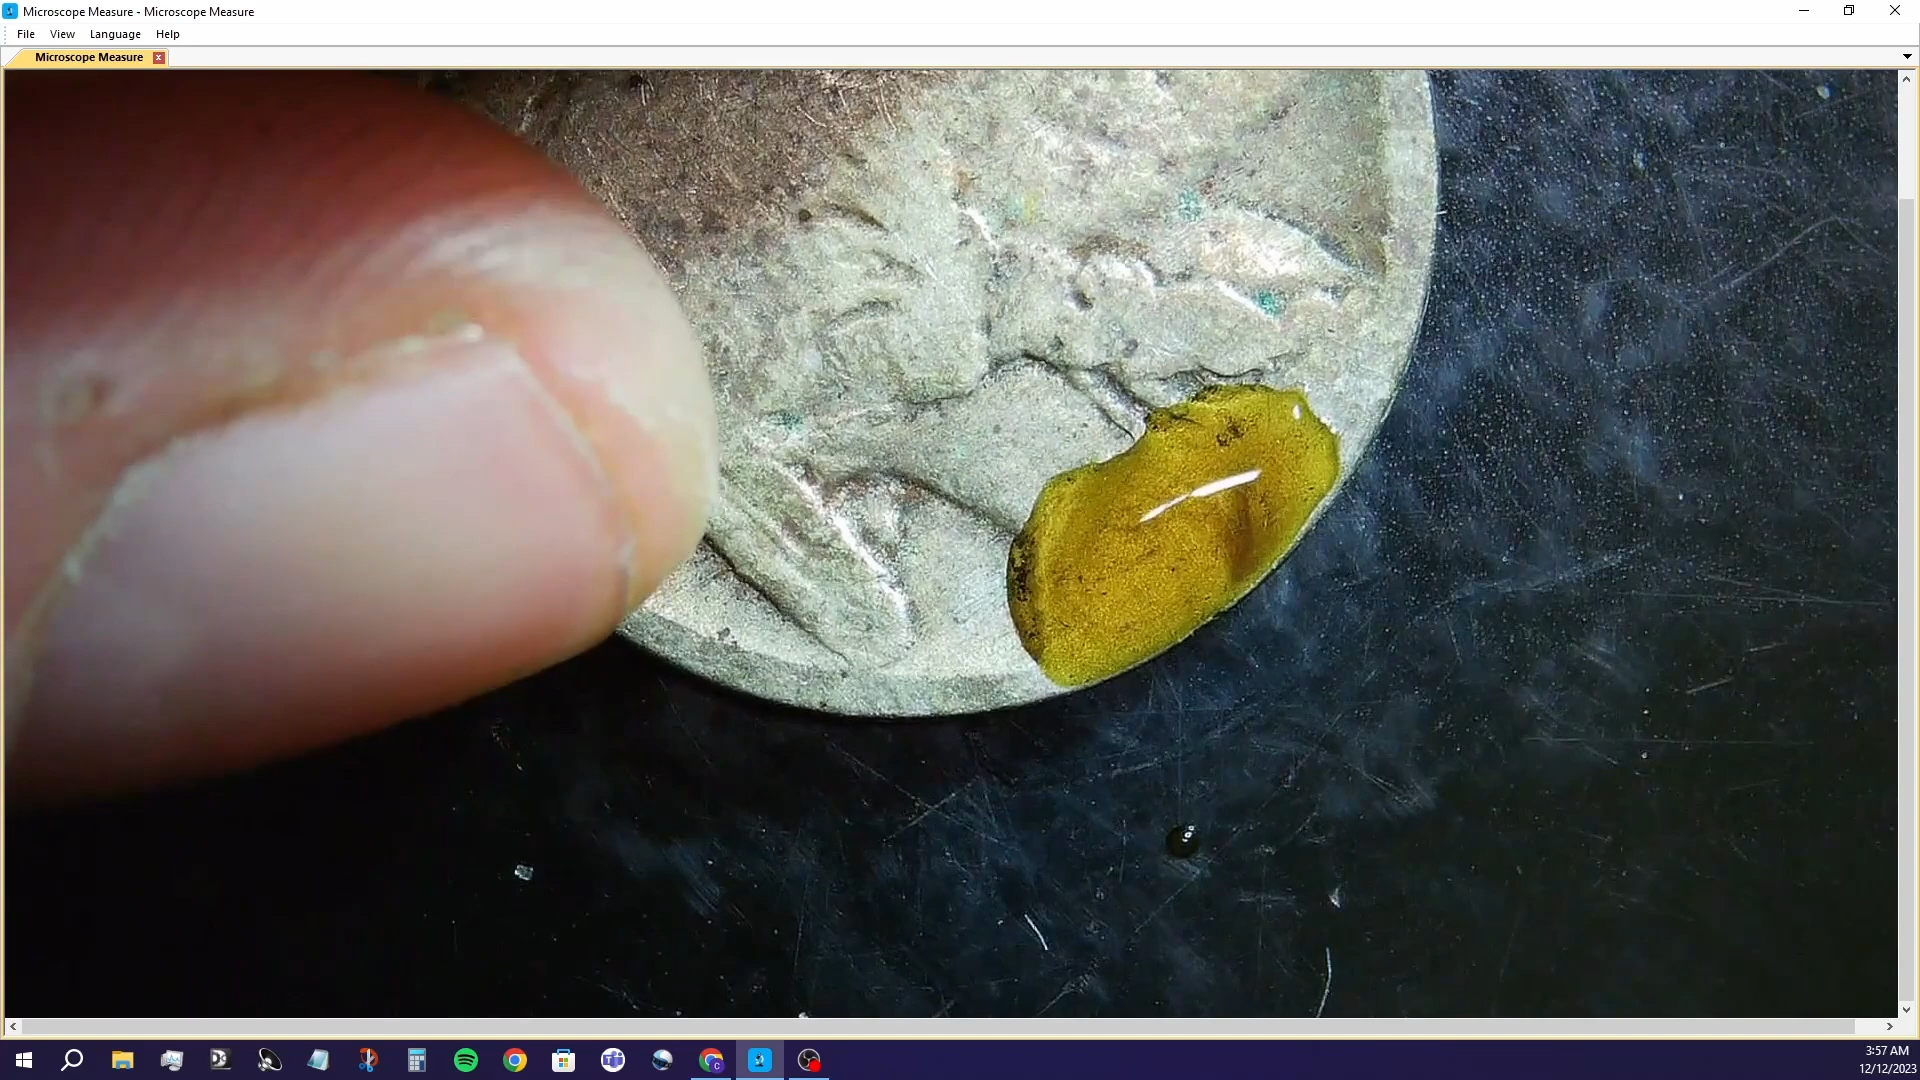 Microscope Measure - Microscope Measure
File View Language Help
Microscope Measure
3:57 AM
12/12/2023